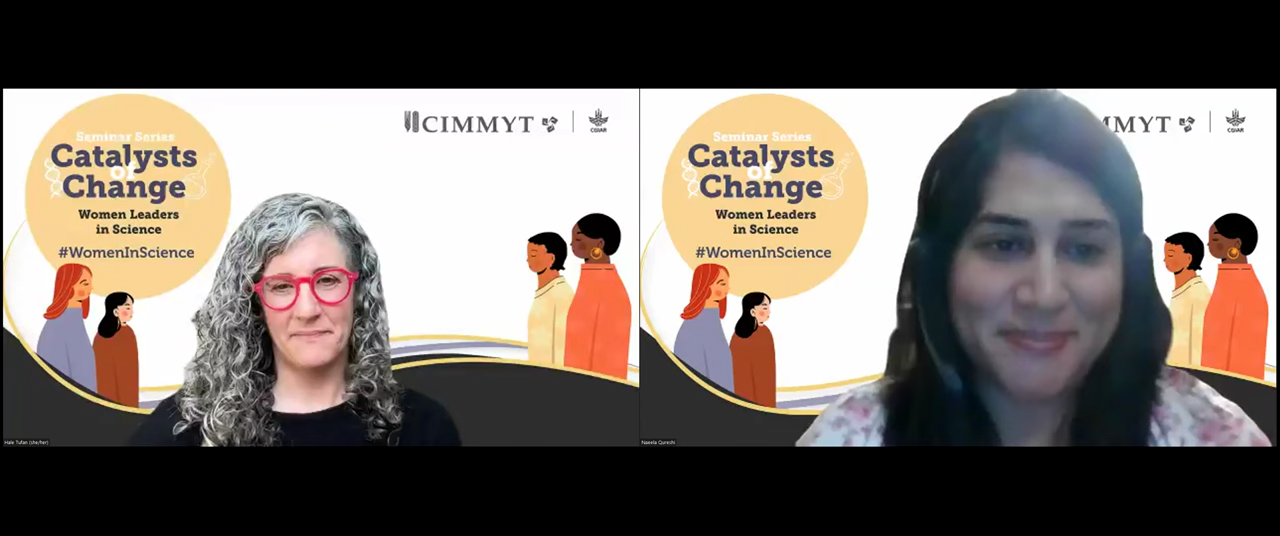 Seminar Series
Catalysts
of
Change
Women Leaders
in Science
#WomenInScience
CIMMYT
CGIAR
Hale Tufan (she/her)
Seminar Series
Catalysts
of
Change
Women Leaders
in Science
#WomenInScience
MMYT
CGIAR
Naeela Qureshi